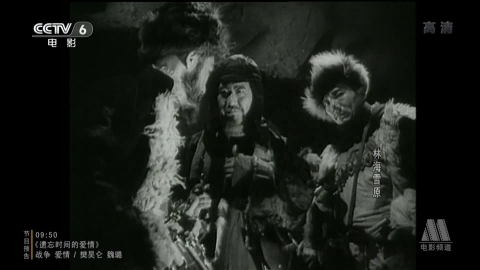 CCTV 6
电影
高清
林海雪原
节目预告
09:50
《遗忘时间的爱情》
战争 爱情 / 樊昊仑 魏璐
电影频道